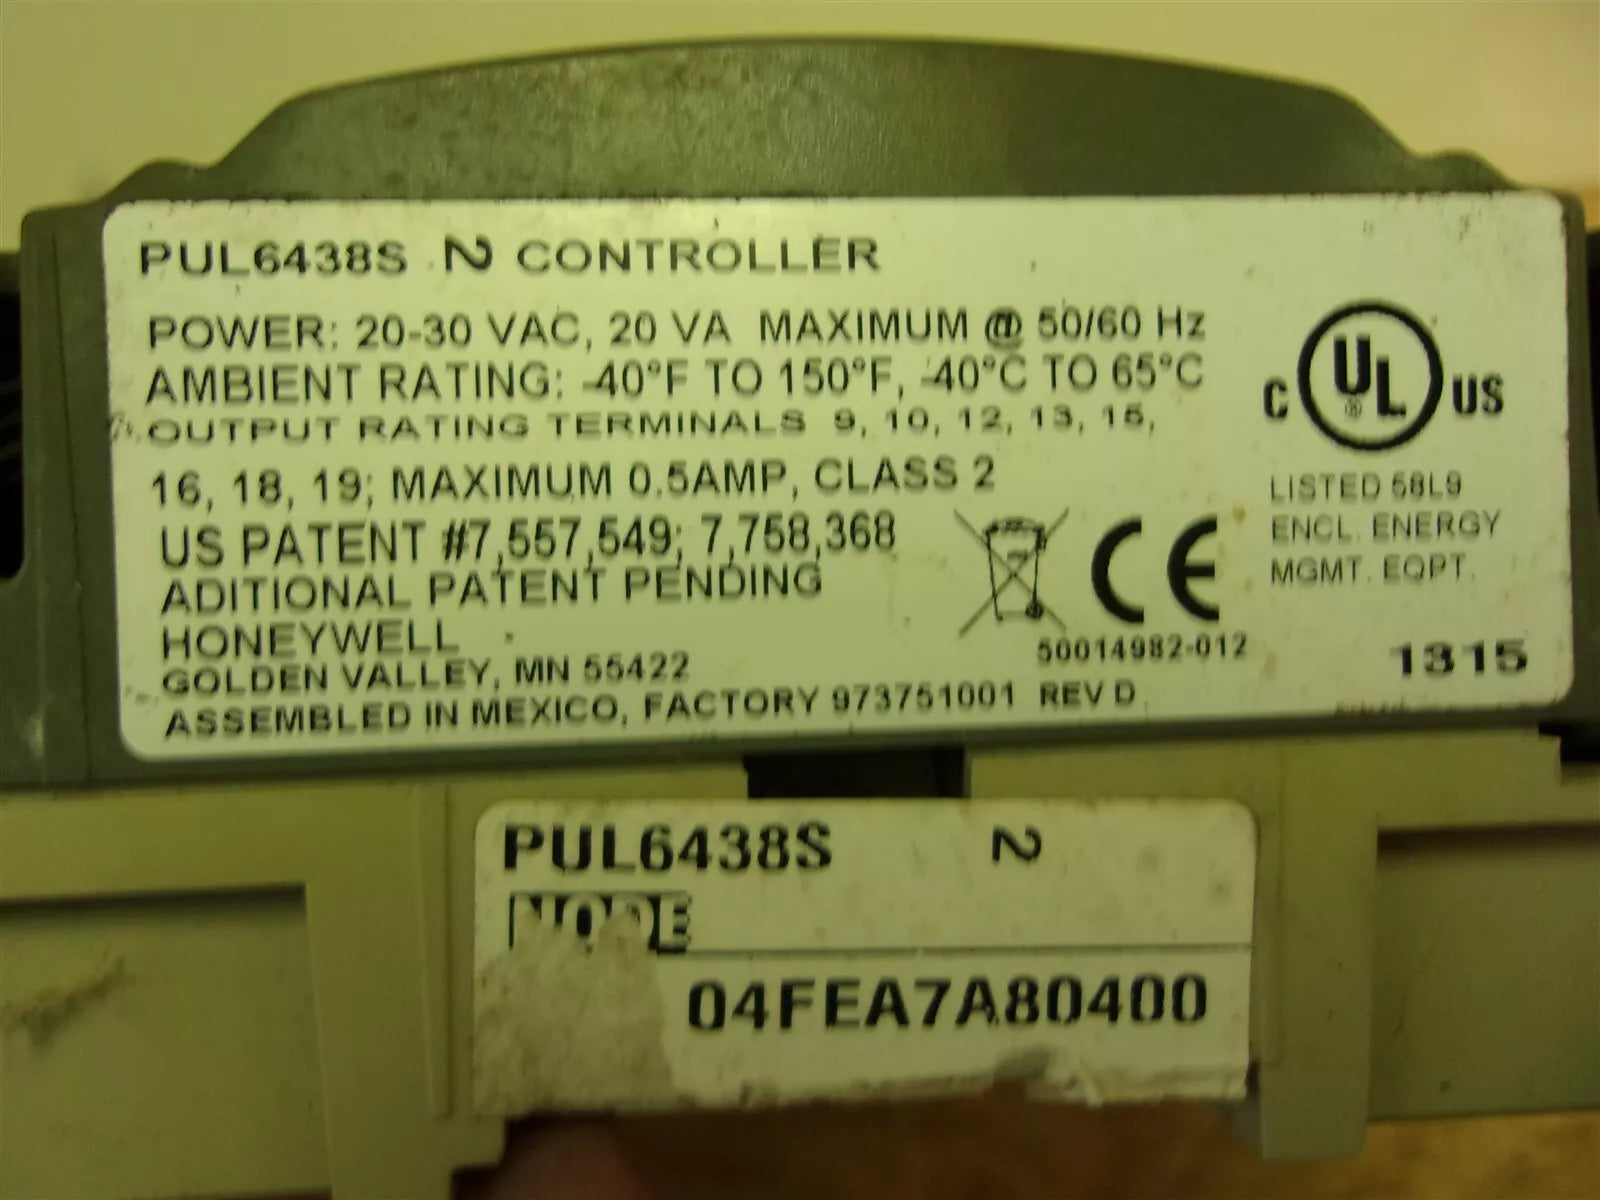 PUL6438S 2 CONTROLLER
POWER: 20-30 VAC, 20 VA MAXIMUM @ 50/60 Hz
AMBIENT RATING: -40°F TO 150°F, -40°C TO 65°C
OUTPUT RATING TERMINALS 9, 10, 12, 13, 15,
16, 18, 19; MAXIMUM 0.5AMP, CLASS 2
US PATENT #7,557,549; 7,758,368
ADITIONAL PATENT PENDING
HONEYWELL
GOLDEN VALLEY, MN 55422
ASSEMBLED IN MEXICO, FACTORY 973751001 REV D
C UL® US
LISTED 58L9
ENCL. ENERGY
MGMT. EQPT.
CE
50014982-012
1315
PUL6438S 2
04FEA7A80400